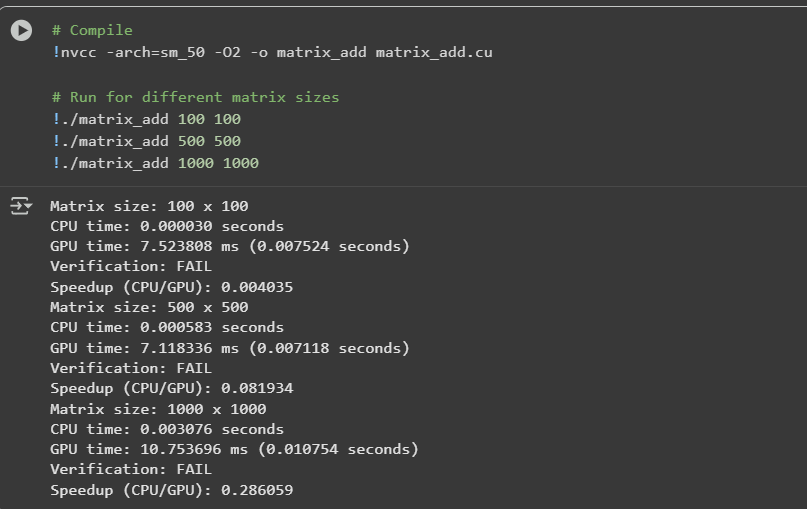 # Compile
!nvcc -arch=sm_50 -O2 -o matrix_add matrix_add.cu
# Run for different matrix sizes
!./matrix_add 100 100
!./matrix_add 500 500
!./matrix_add 1000 1000
Matrix size: 100 x 100
CPU time: 0.000030 seconds
GPU time: 7.523808 ms (0.007524 seconds)
Verification: FAIL
Speedup (CPU/GPU): 0.004035
Matrix size: 500 x 500
CPU time: 0.000583 seconds
GPU time: 7.118336 ms (0.007118 seconds)
Verification: FAIL
Speedup (CPU/GPU): 0.081934
Matrix size: 1000 x 1000
CPU time: 0.003076 seconds
GPU time: 10.753696 ms (0.010754 seconds)
Verification: FAIL
Speedup (CPU/GPU): 0.286059